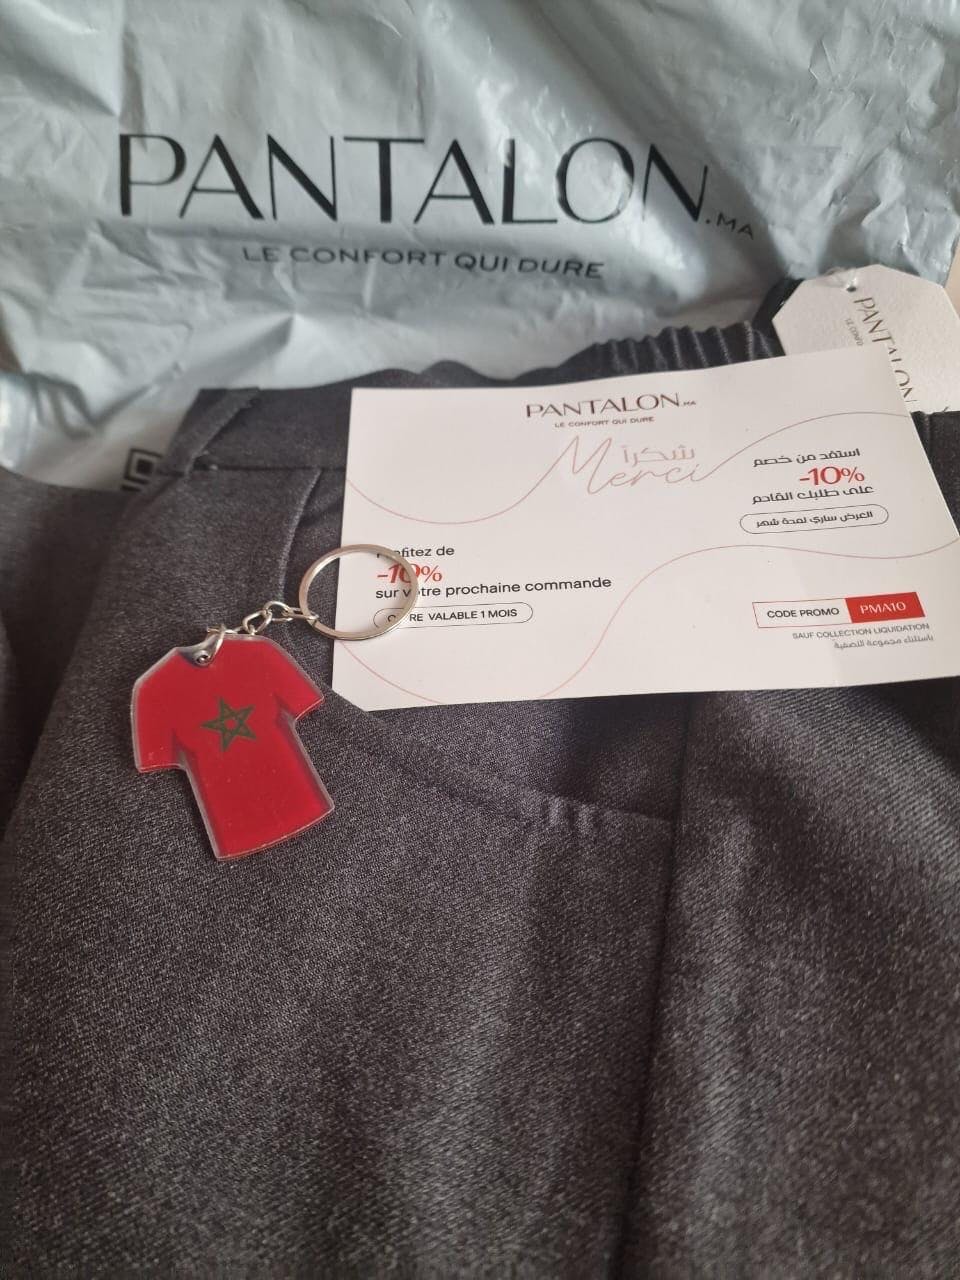 PANTALON.MA
LE CONFORT QUI DURE
PANTALON
PANTALON.MA
LE CONFORT QUI DURE
شكراً
Merci
استفد من خصم
-10%
على طلبك القادم
العرض ساري لمدة شهر
de
-10%
sur votre prochaine commande
VALABLE 1 MOIS
CODE PROMO PMA10
SAUF COLLECTION LIQUIDATION
باستثناء مجموعة التصفية